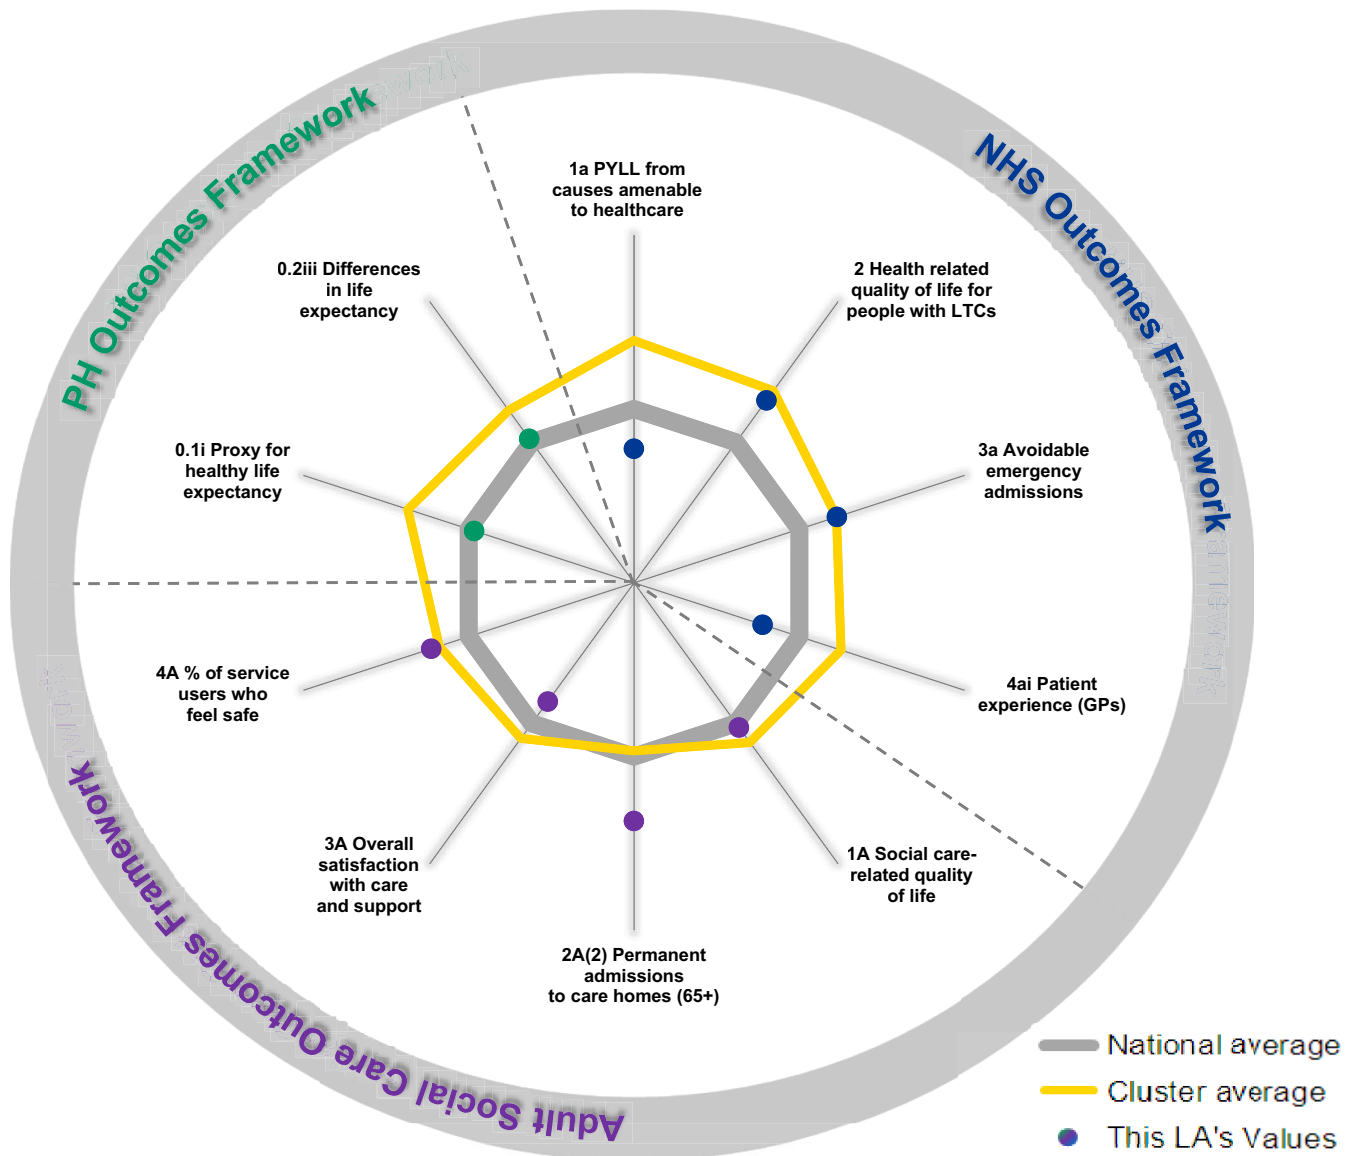 PH Outcomes Framework
NHS Outcomes Framework
1a PYLL from
causes amenable
to healthcare
0.2iii Differences
in life
expectancy
2 Health related
quality of life for
people with LTCs
0.1i Proxy for
healthy life
expectancy
3a Avoidable
emergency
admissions
4A % of service
users who
feel safe
4ai Patient
experience (GPs)
3A Overall
satisfaction
with care
and support
1A Social care-
related quality
of life
2A(2) Permanent
admissions
to care homes (65+)
Adult Social Care Outcomes Framework
National average
Cluster average
This LA's Values